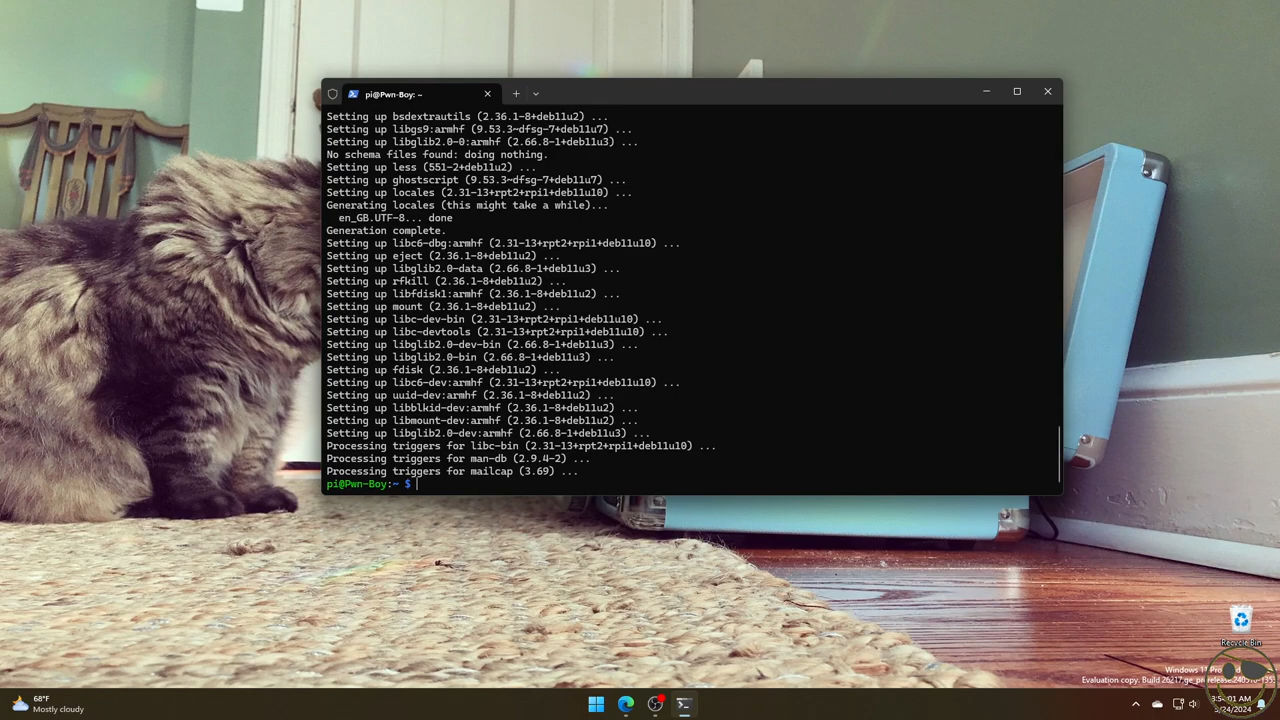 pi@Pwn-Boy: ~
Setting up bsdextrautils (2.36.1-8+deb11u2) ...
Setting up libgs9:armhf (9.53.3~dfsg-7+deb11u7) ...
Setting up libglib2.0-0:armhf (2.66.8-1+deb11u3) ...
No schema files found: doing nothing.
Setting up less (551-2+deb11u2) ...
Setting up ghostscript (9.53.3~dfsg-7+deb11u7) ...
Setting up locales (2.31-13+rpt2+rpi1+deb11u10) ...
Generating locales (this might take a while)...
en_GB.UTF-8... done
Generation complete.
Setting up libc6-dbg:armhf (2.31-13+rpt2+rpi1+deb11u10) ...
Setting up eject (2.36.1-8+deb11u2) ...
Setting up libglib2.0-data (2.66.8-1+deb11u3) ...
Setting up rfkill (2.36.1-8+deb11u2) ...
Setting up libfdisk1:armhf (2.36.1-8+deb11u2) ...
Setting up mount (2.36.1-8+deb11u2) ...
Setting up libc-dev-bin (2.31-13+rpt2+rpi1+deb11u10) ...
Setting up libc-devtools (2.31-13+rpt2+rpi1+deb11u10) ...
Setting up libglib2.0-dev-bin (2.66.8-1+deb11u3) ...
Setting up libglib2.0-bin (2.66.8-1+deb11u3) ...
Setting up fdisk (2.36.1-8+deb11u2) ...
Setting up libc6-dev:armhf (2.31-13+rpt2+rpi1+deb11u10) ...
Setting up uuid-dev:armhf (2.36.1-8+deb11u2) ...
Setting up libblkid-dev:armhf (2.36.1-8+deb11u2) ...
Setting up libmount-dev:armhf (2.36.1-8+deb11u2) ...
Setting up libglib2.0-dev:armhf (2.66.8-1+deb11u3) ...
Processing triggers for libc-bin (2.31-13+rpt2+rpi1+deb11u10) ...
Processing triggers for man-db (2.9.4-2) ...
Processing triggers for mailcap (3.69) ...
pi@Pwn-Boy:~ $
Recycle Bin
Windows 11 Pro
Evaluation copy. Build 26217.ge_prerelease.240510-
68°F
Mostly cloudy
AM
/24/2024